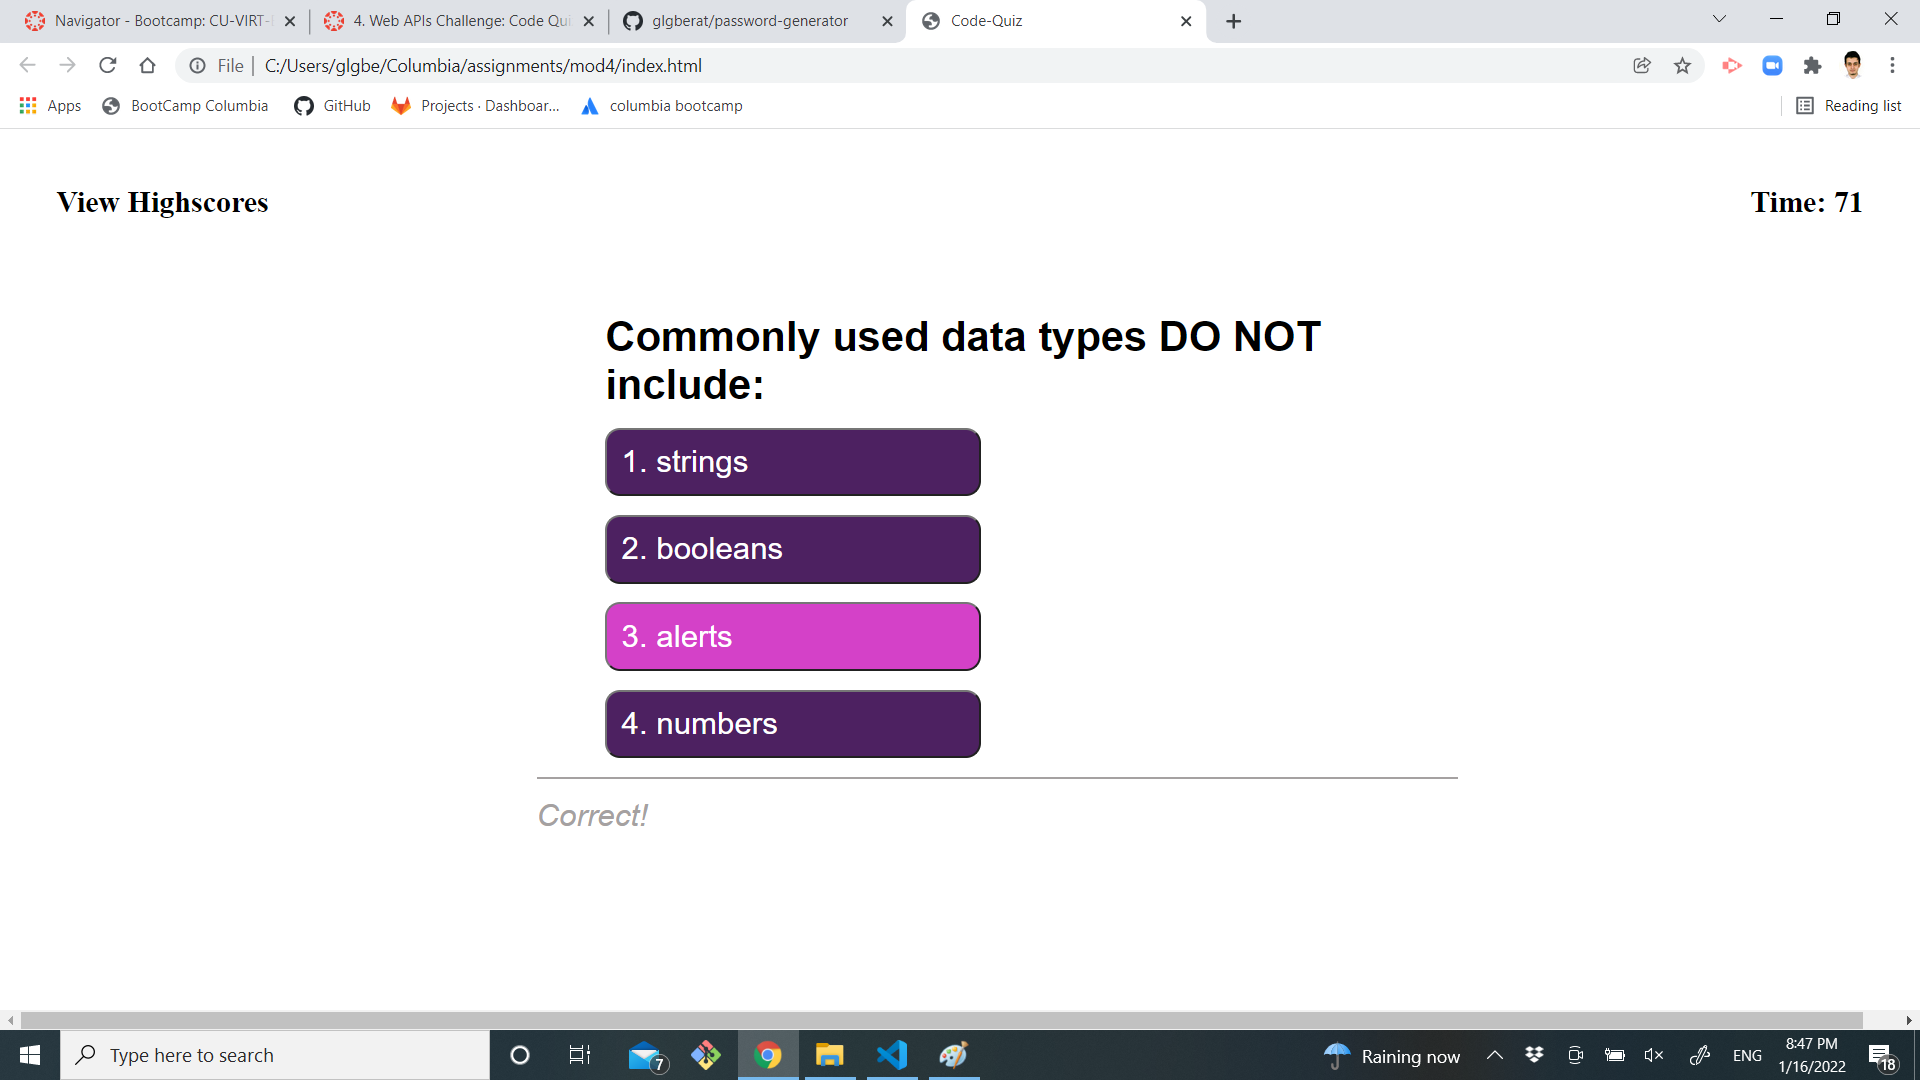 Navigator - Bootcamp: CU-VIRT-
4. Web APIs Challenge: Code Qui
glgberat/password-generator
Code-Quiz
File | C:/Users/glgbe/Columbia/assignments/mod4/index.html
Apps
BootCamp Columbia
GitHub
Projects · Dashboar...
columbia bootcamp
Reading list
View Highscores
Time: 71
Commonly used data types DO NOT
include:
1. strings
2. booleans
3. alerts
4. numbers
Correct!
Type here to search
7
Raining now
ENG
8:47 PM
1/16/2022
18